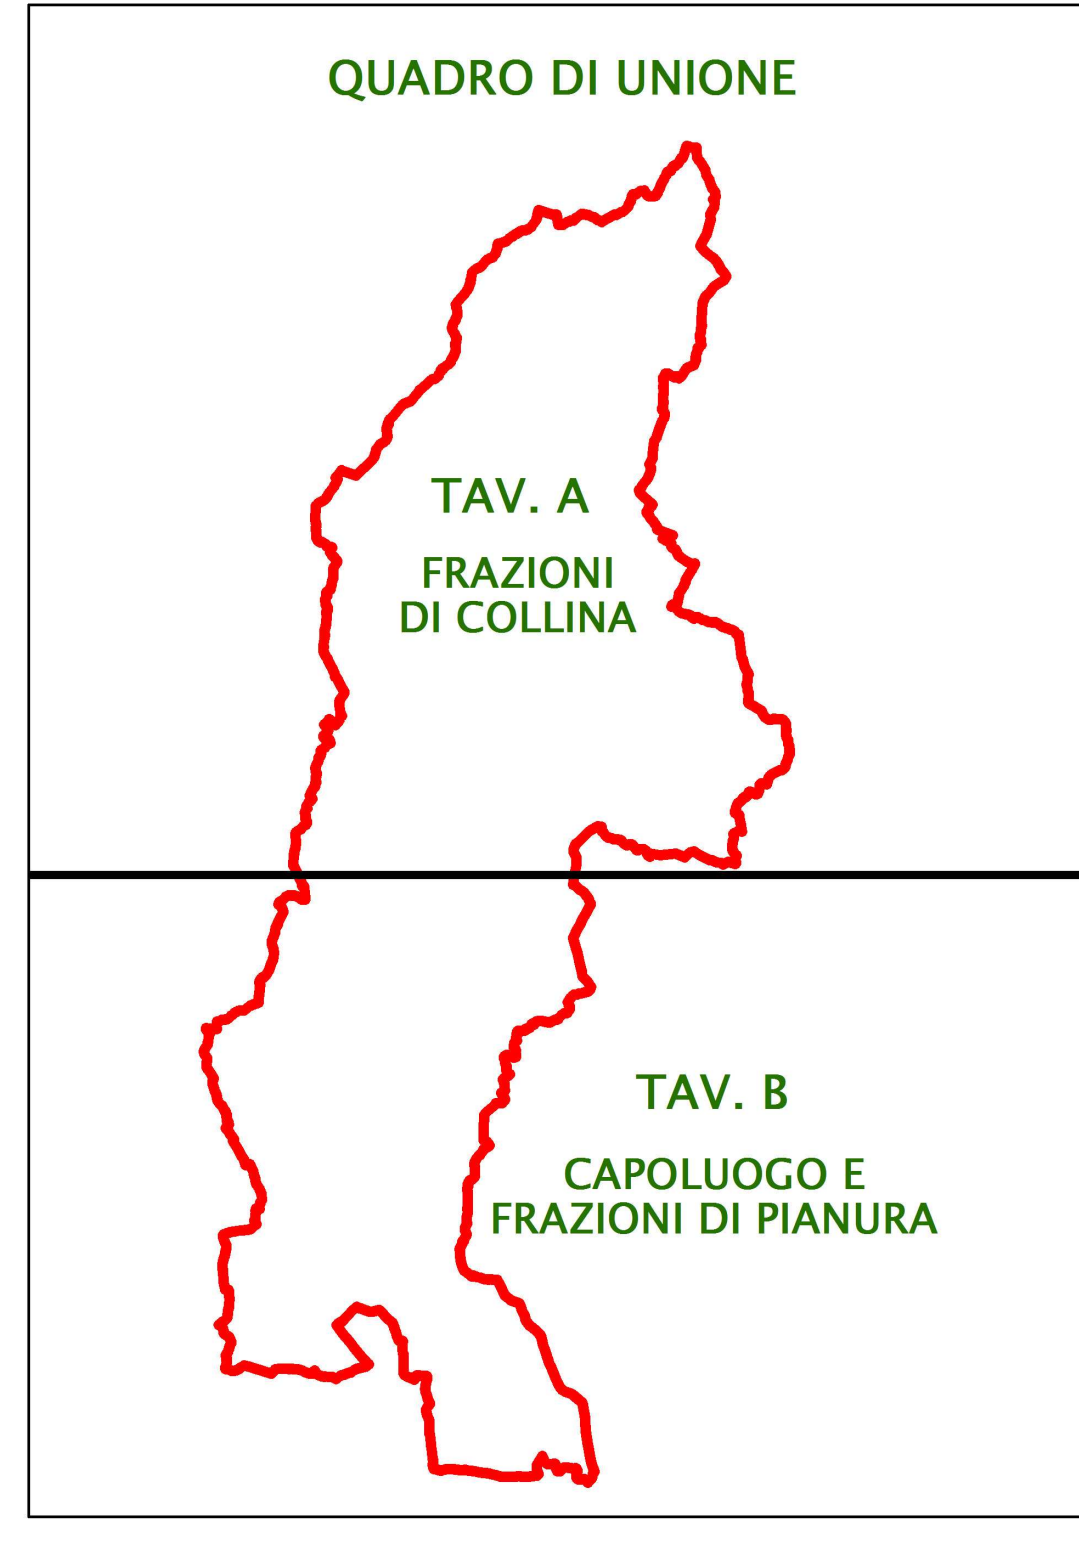 QUADRO DI UNIONE
TAV. A
FRAZIONI
DI COLLINA
TAV. B
CAPOLUOGO E
FRAZIONI DI PIANURA